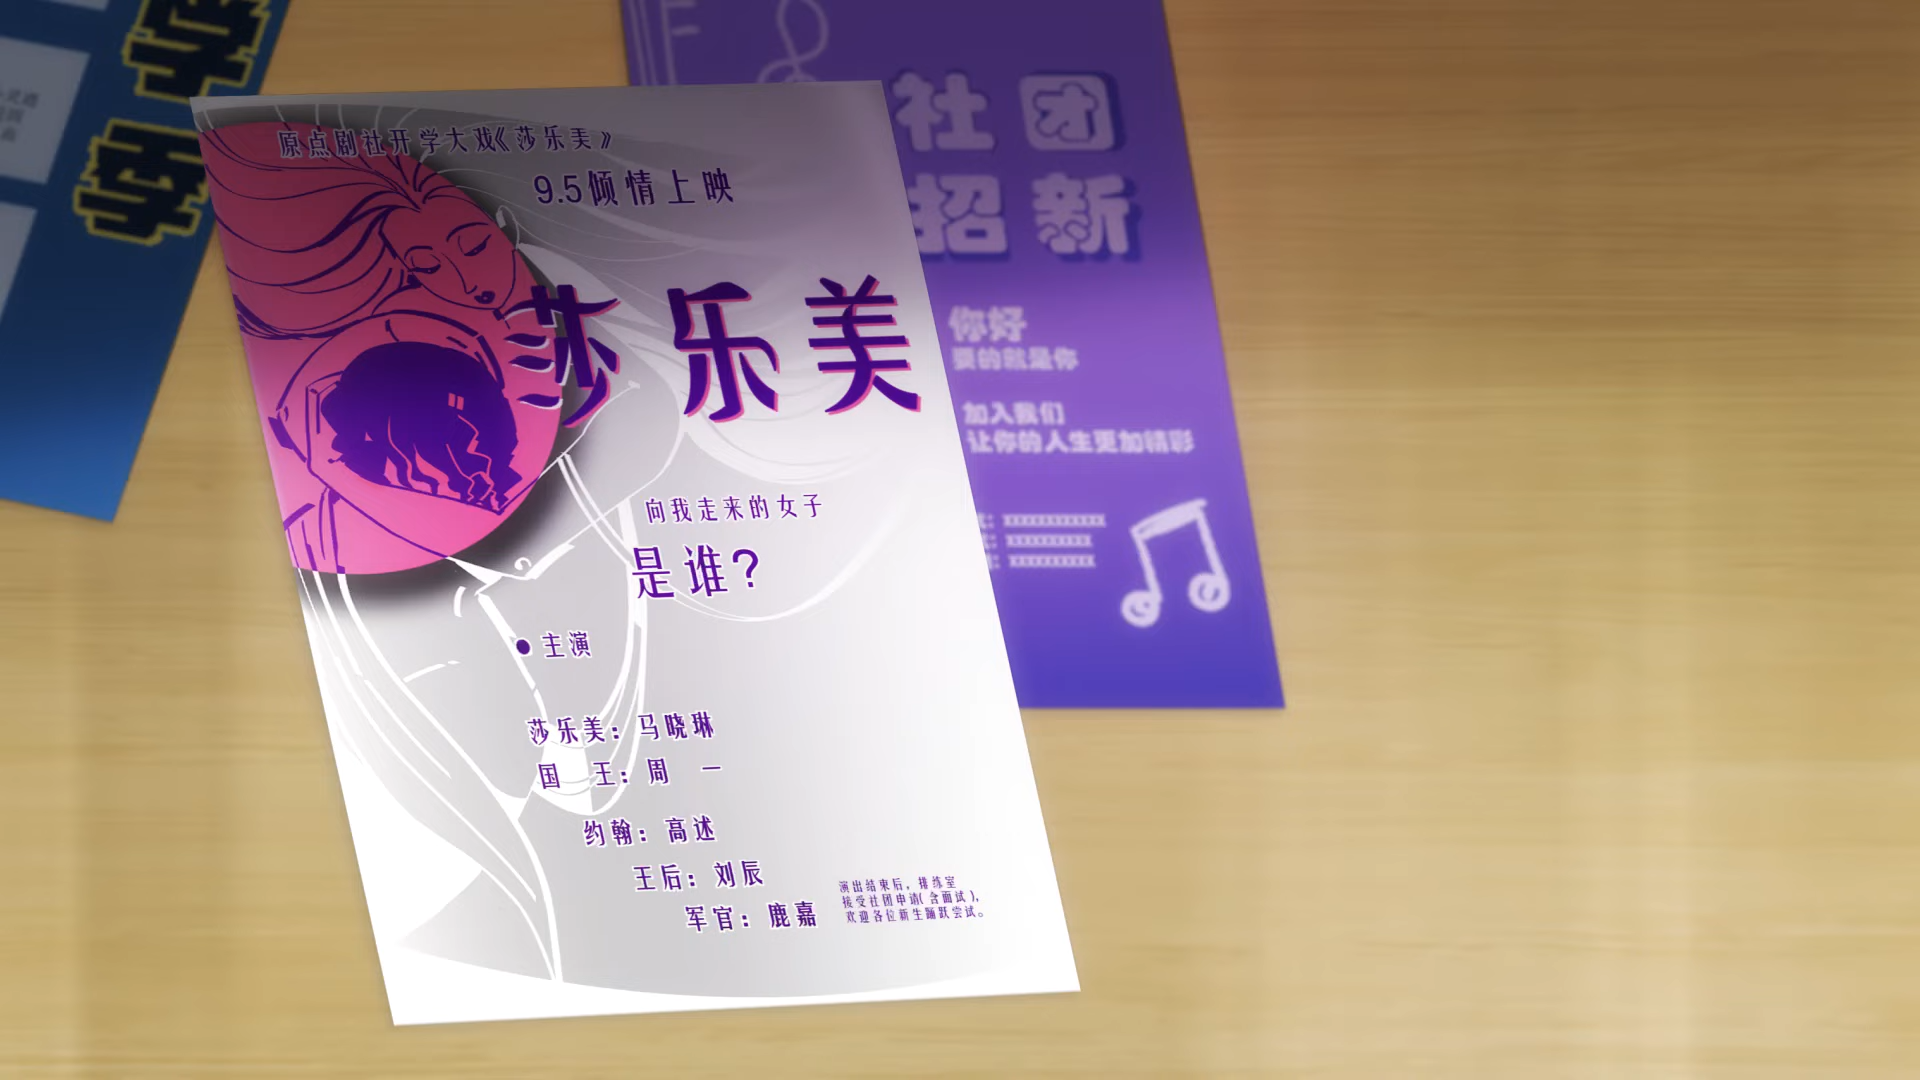 原点剧社开学大戏《莎乐美》
9.5倾情上映
莎乐美
向我走来的女子
是谁?
●主演
莎乐美：马晓琳
国 王：周 一
约翰：高述
王后：刘辰
军官：鹿嘉
演出结束后，排练室
接受社团申请(含面试)，
欢迎各位新生踊跃尝试。
社团
招新
你好
要的就是你
加入我们
让你的人生更加精彩
xxxxxxxxxxx
xxxxxxxxxx
xxxxxxxxxx
学
季